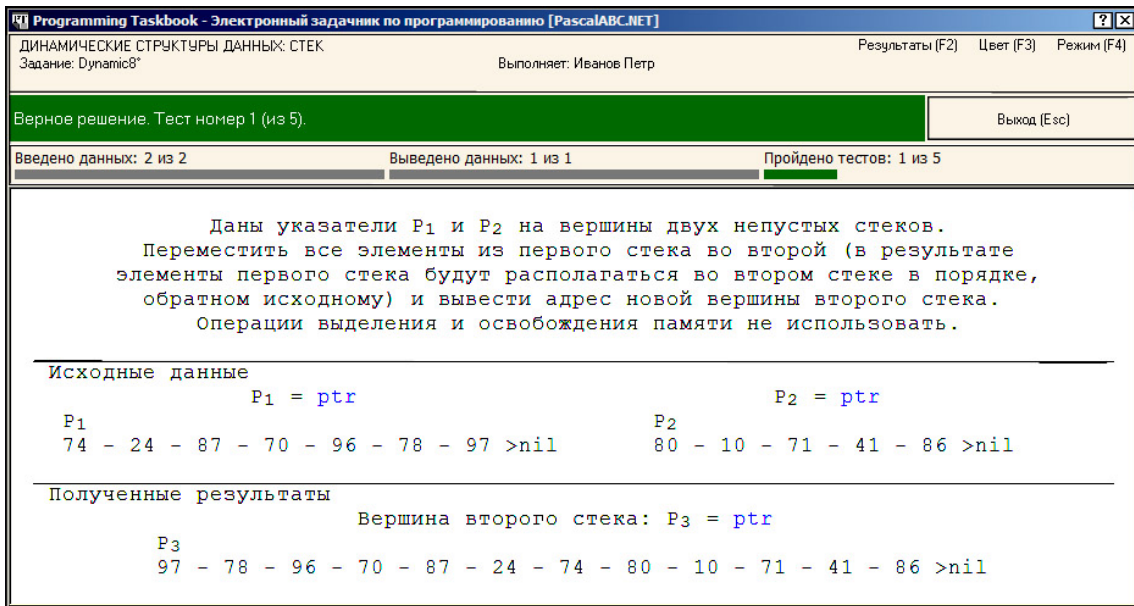 Programming Taskbook - Электронный задачник по программированию [PascalABC.NET]
ДИНАМИЧЕСКИЕ СТРУКТУРЫ ДАННЫХ: СТЕК Результаты (F2) Цвет (F3) Режим (F4)
Задание: Dynamic8° Выполняет: Иванов Петр
Верное решение. Тест номер 1 (из 5). Выход (Esc)
Введено данных: 2 из 2 Выведено данных: 1 из 1 Пройдено тестов: 1 из 5
Даны указатели P1 и P2 на вершины двух непустых стеков.
Переместить все элементы из первого стека во второй (в результате
элементы первого стека будут располагаться во втором стеке в порядке,
обратном исходному) и вывести адрес новой вершины второго стека.
Операции выделения и освобождения памяти не использовать.
Исходные данные
P1 = ptr P2 = ptr
P1 P2
74 - 24 - 87 - 70 - 96 - 78 - 97 >nil 80 - 10 - 71 - 41 - 86 >nil
Полученные результаты
Вершина второго стека: P3 = ptr
P3
97 - 78 - 96 - 70 - 87 - 24 - 74 - 80 - 10 - 71 - 41 - 86 >nil